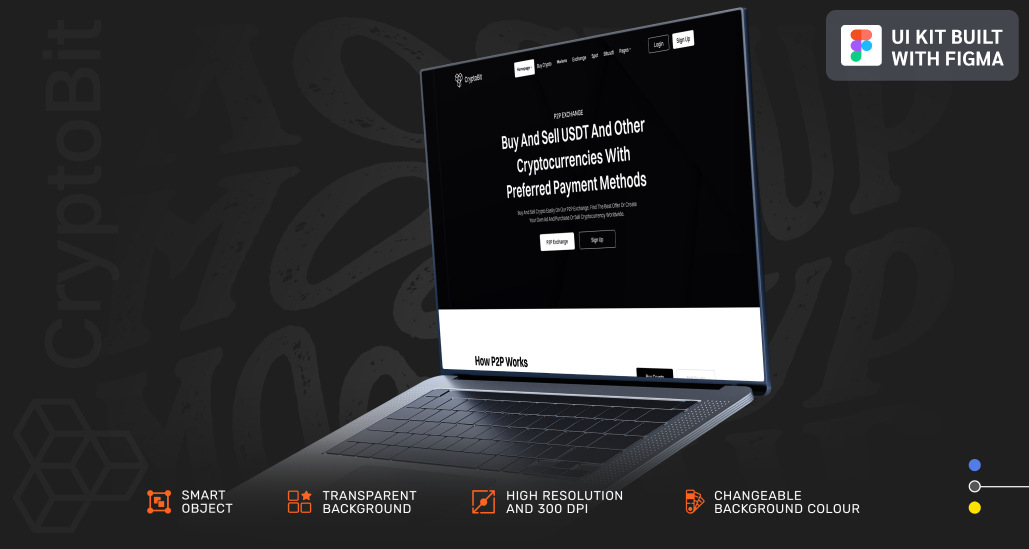 CryptoBit
UI KIT BUILT
WITH FIGMA
CryptoBit
Homepage
Buy Crypto
Markets
Exchange
Spot
Pages
Login
Sign Up
P2P EXCHANGE
Buy And Sell USDT And Other
Cryptocurrencies With
Preferred Payment Methods
Buy And Sell Crypto Easily On Our P2P Exchange. Find The Best Offer Or Create
Your Own Ad And Purchase Or Sell Cryptocurrency Worldwide.
P2P Exchange
Sign Up
How P2P Works
Buy Crypto
SMART
OBJECT
TRANSPARENT
BACKGROUND
HIGH RESOLUTION
AND 300 DPI
CHANGEABLE
BACKGROUND COLOUR